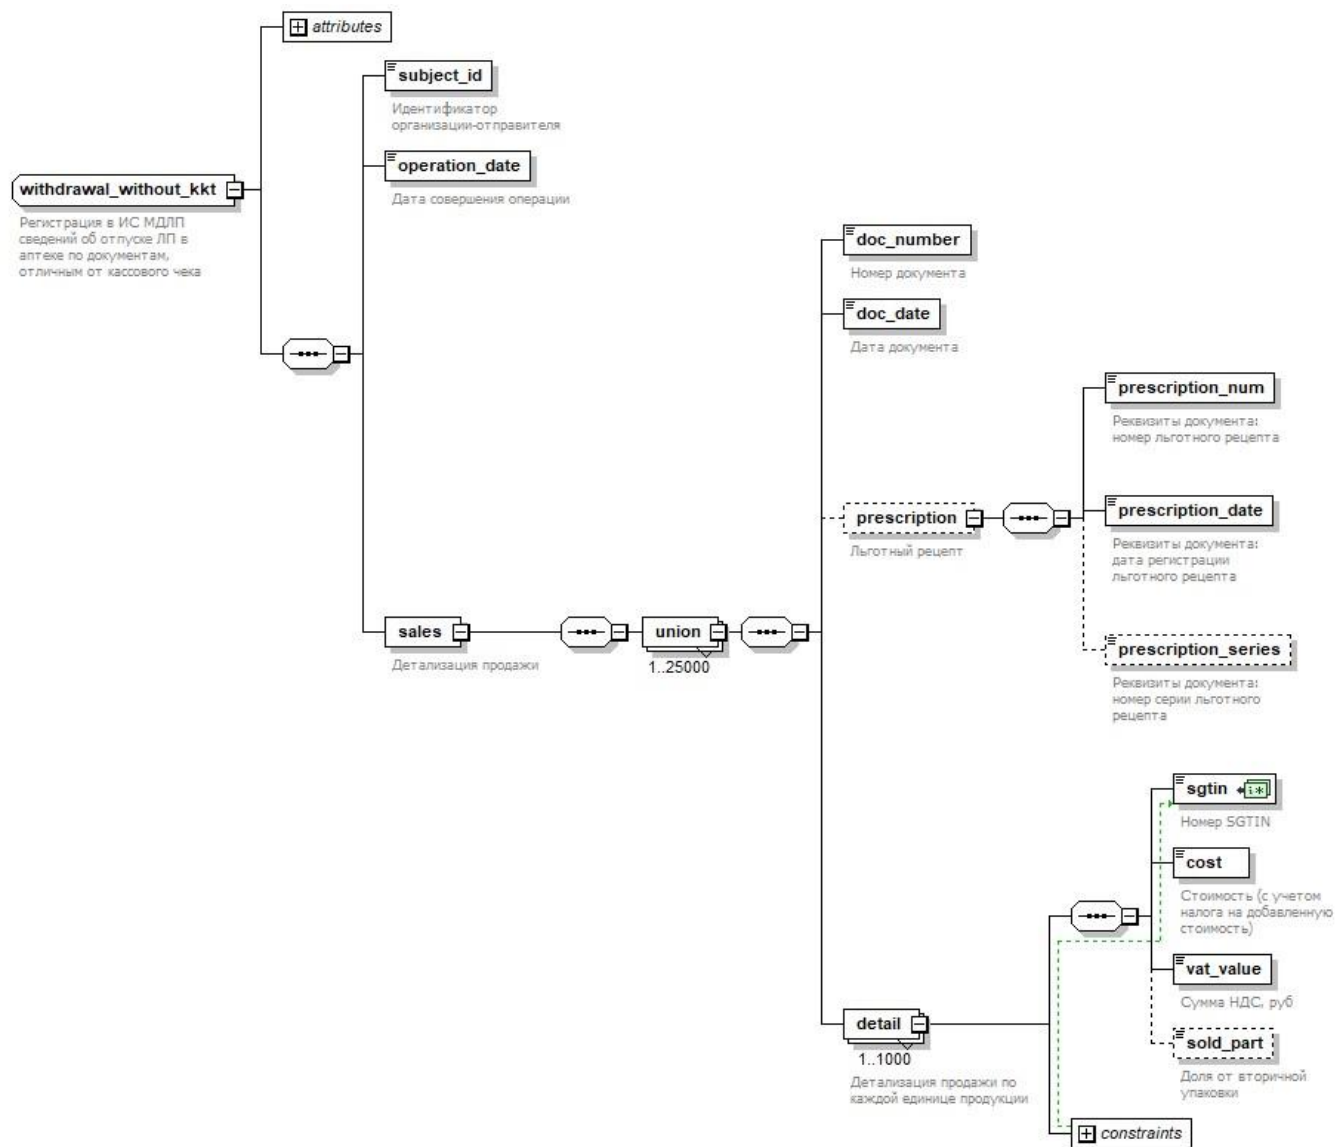 attributes
subject_id
Идентификатор
организации-отправителя
operation_date
Дата совершения операции
withdrawal_without_kkt
Регистрация в ИС МДЛП
сведений об отпуске ЛП в
аптеке по документам,
отличным от кассового чека
doc_number
Номер документа
doc_date
Дата документа
prescription_num
Реквизиты документа:
номер льготного рецепта
prescription
Льготный рецепт
prescription_date
Реквизиты документа:
дата регистрации
льготного рецепта
sales
Детализация продажи
union
1..25000
prescription_series
Реквизиты документа:
номер серии льготного
рецепта
sgtin
Номер SGTIN
cost
Стоимость (с учетом
налога на добавленную
стоимость)
vat_value
Сумма НДС, руб
detail
1..1000
Детализация продажи по
каждой единице продукции
sold_part
Доля от вторичной
упаковки
constraints